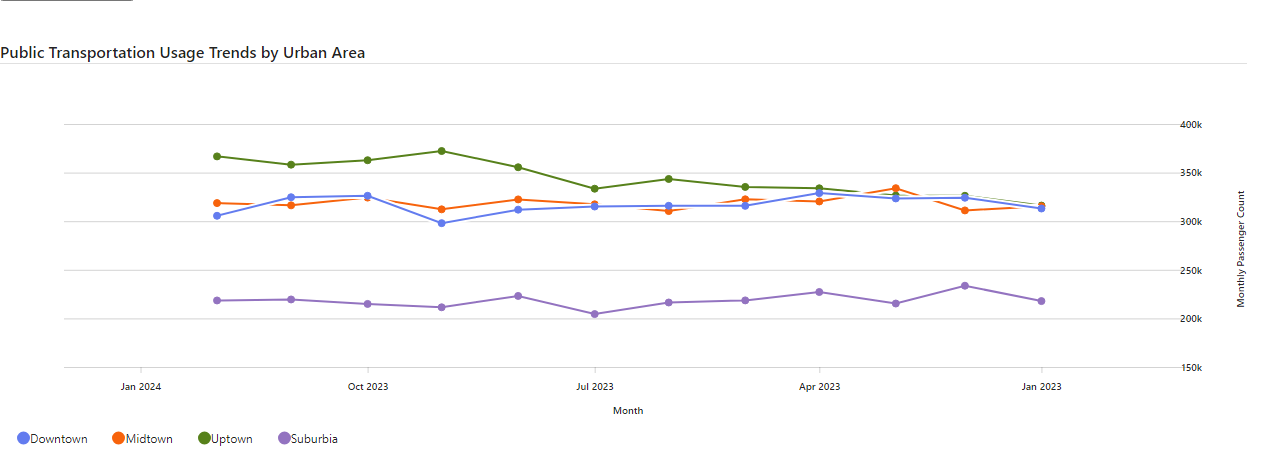 Public Transportation Usage Trends by Urban Area
400k
350k
300k
250k
200k
150k
Monthly Passenger Count
Jan 2024 Oct 2023 Jul 2023 Apr 2023 Jan 2023
Month
Downtown Midtown Uptown Suburbia